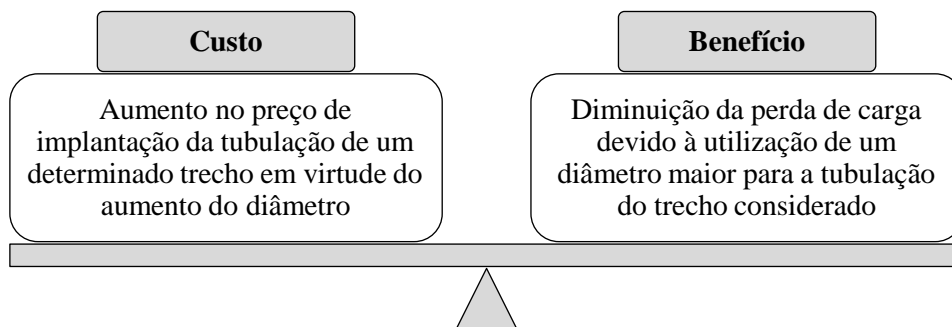 Custo
Aumento no preço de
implantação da tubulação de um
determinado trecho em virtude do
aumento do diâmetro
Benefício
Diminuição da perda de carga
devido à utilização de um
diâmetro maior para a tubulação
do trecho considerado